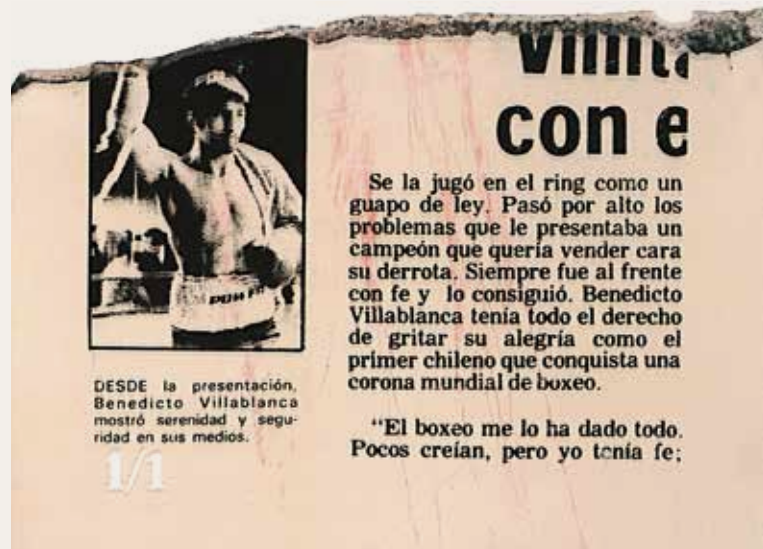 con e
Se la jugó en el ring como un
guapo de ley. Pasó por alto los
problemas que le presentaba un
campeón que quería vender cara
su derrota. Siempre fue al frente
con fe y lo consiguió. Benedicto
Villablanca tenía todo el derecho
de gritar su alegría como el
primer chileno que conquista una
corona mundial de boxeo.
“El boxeo me lo ha dado todo.
Pocos creían, pero yo tenía fe;
DESDE la presentación,
Benedicto Villablanca
mostró serenidad y segu-
ridad en sus medios.
1/1